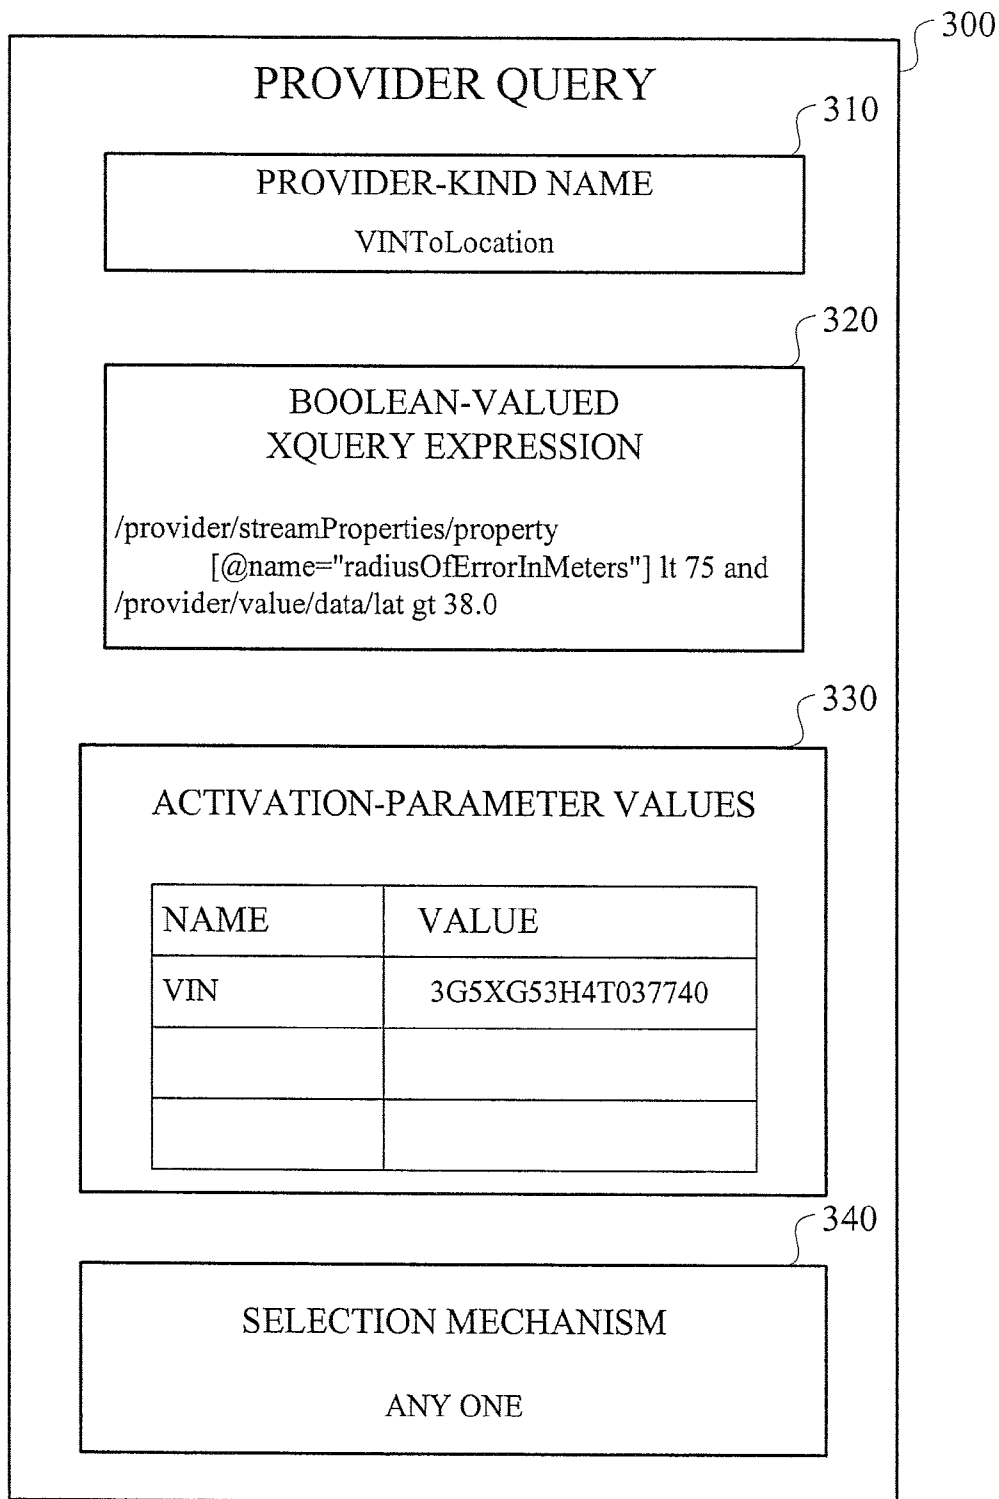 300
PROVIDER QUERY
310
PROVIDER-KIND NAME
VINToLocation
320
BOOLEAN-VALUED
XQUERY EXPRESSION
/provider/streamProperties/property
[@name="radiusOfErrorInMeters"] lt 75 and
/provider/value/data/lat gt 38.0
330
ACTIVATION-PARAMETER VALUES
NAME VALUE
VIN 3G5XG53H4T037740
340
SELECTION MECHANISM
ANY ONE